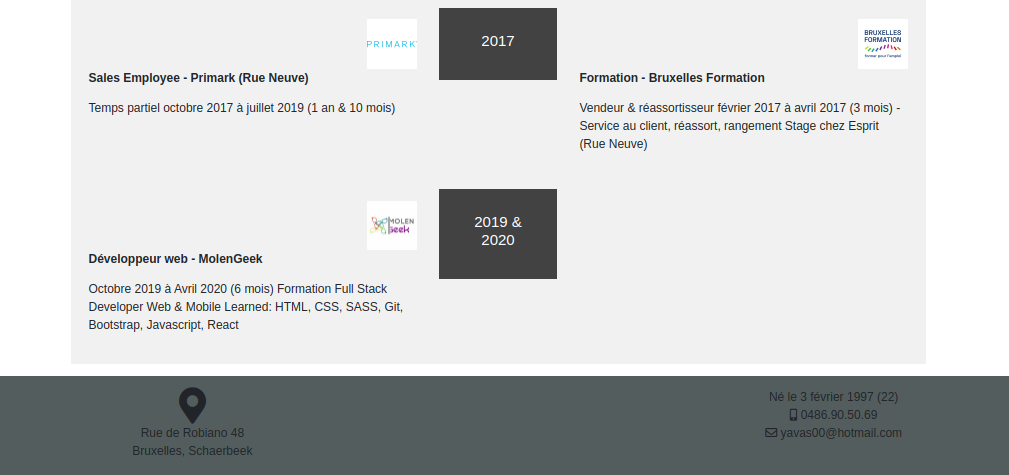 PRIMARK
2017
BRUXELLES
FORMATION
former pour l'emploi
Sales Employee - Primark (Rue Neuve)
Temps partiel octobre 2017 à juillet 2019 (1 an & 10 mois)
Formation - Bruxelles Formation
Vendeur & réassortisseur février 2017 à avril 2017 (3 mois) -
Service au client, réassort, rangement Stage chez Esprit
(Rue Neuve)
MOLEN
Geek
2019 &
2020
Développeur web - MolenGeek
Octobre 2019 à Avril 2020 (6 mois) Formation Full Stack
Developer Web & Mobile Learned: HTML, CSS, SASS, Git,
Bootstrap, Javascript, React
Rue de Robiano 48
Bruxelles, Schaerbeek
Né le 3 février 1997 (22)
0486.90.50.69
yavas00@hotmail.com